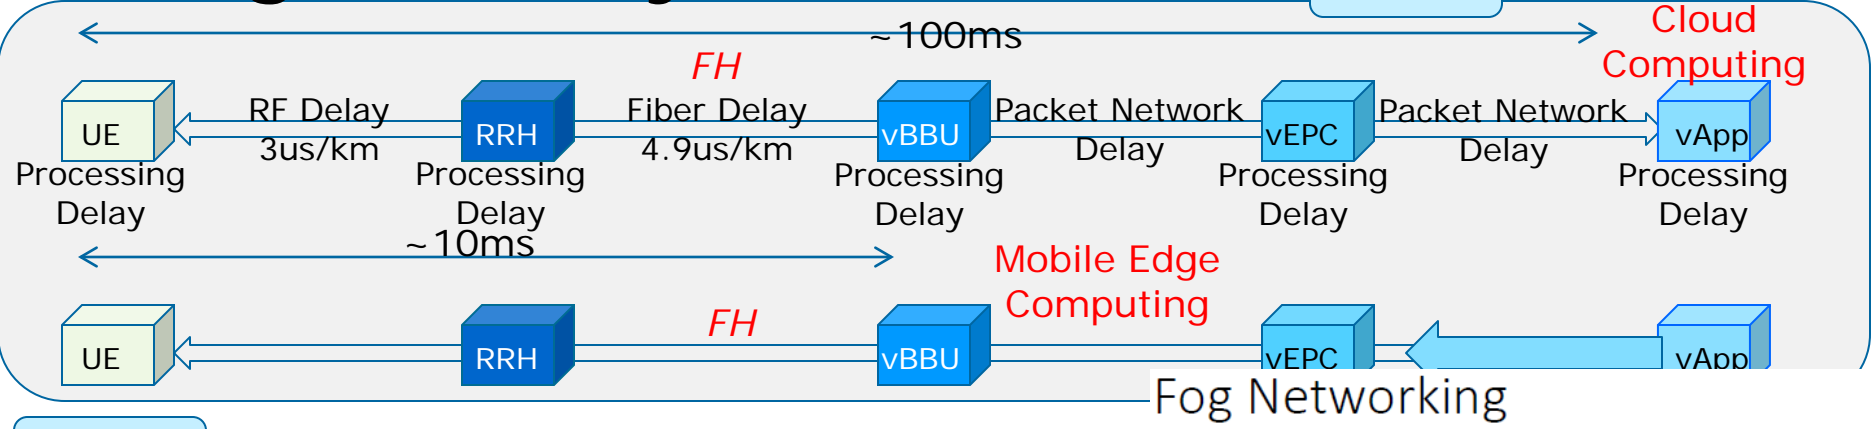 ~100ms
Cloud
Computing
FH
RF Delay
3us/km
Fiber Delay
4.9us/km
Packet Network
Delay
Packet Network
Delay
UE
RRH
vBBU
vEPC
vApp
Processing
Delay
Processing
Delay
Processing
Delay
Processing
Delay
Processing
Delay
~10ms
Mobile Edge
Computing
FH
UE
RRH
vBBU
vEPC
vApp
Fog Networking